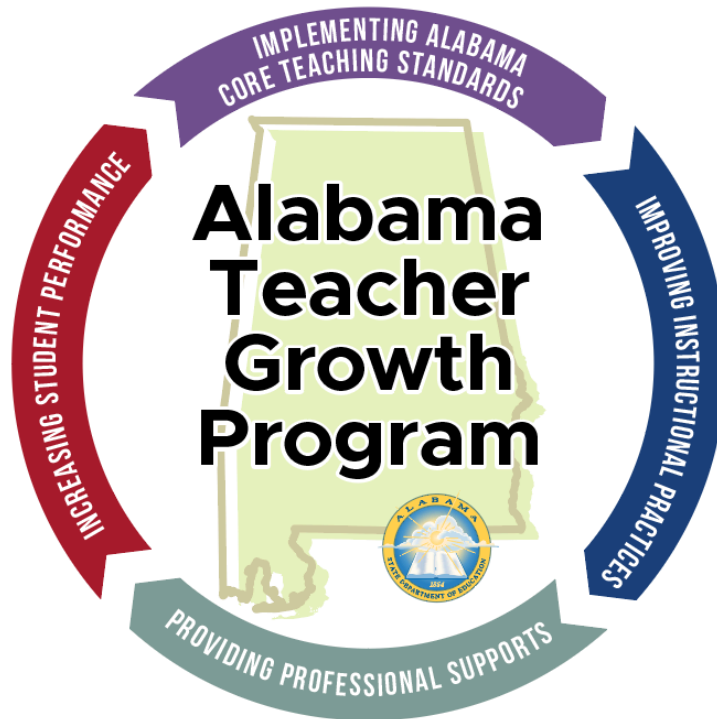 IMPLEMENTING ALABAMA
CORE TEACHING STANDARDS
IMPROVING INSTRUCTIONAL PRACTICES
PROVIDING PROFESSIONAL SUPPORTS
INCREASING STUDENT PERFORMANCE
Alabama
Teacher
Growth
Program
ALABAMA
1854
STATE DEPARTMENT OF EDUCATION